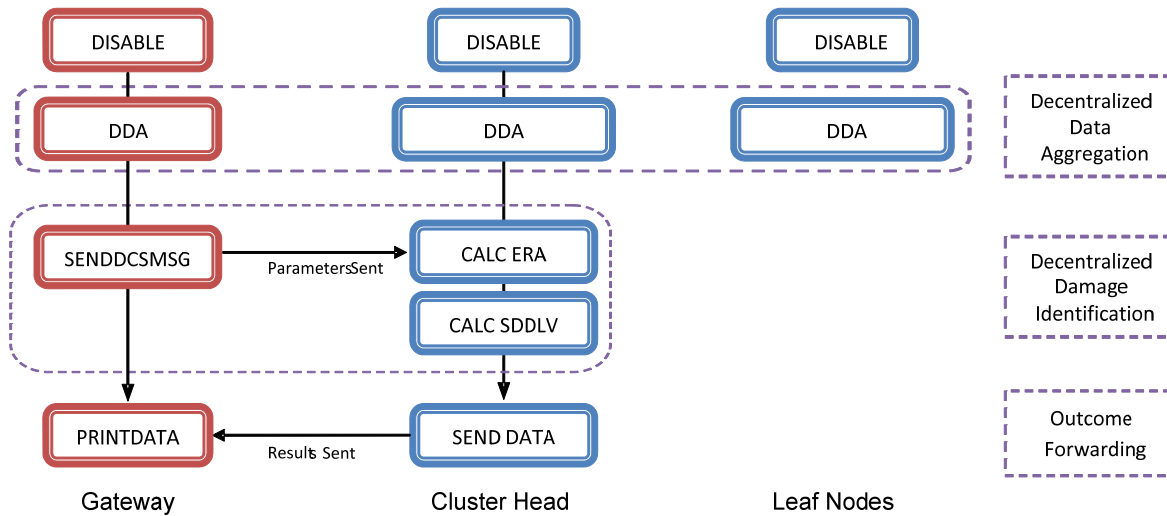 DISABLE
DISABLE
DISABLE
DDA
DDA
DDA
Decentralized
Data
Aggregation
SENDDCSMSG
ParametersSent
CALC ERA
CALC SDDLV
Decentralized
Damage
Identification
PRINTDATA
Results Sent
SEND DATA
Outcome
Forwarding
Gateway
Cluster Head
Leaf Nodes